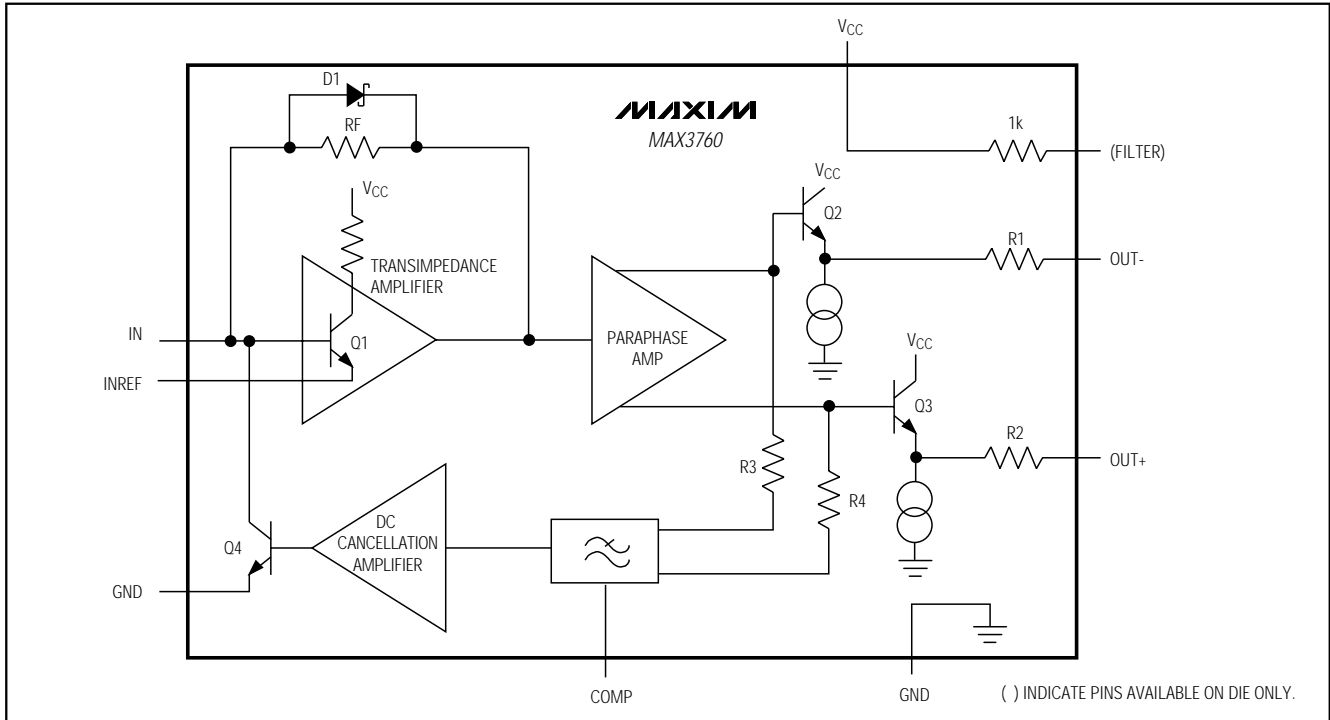 VCC
D1
RF
MAXIM
MAX3760
1k
(FILTER)
VCC
VCC
Q2
R1
OUT-
TRANSIMPEDANCE
AMPLIFIER
IN
Q1
PARAPHASE
AMP
VCC
INREF
Q3
R2
OUT+
R3
R4
DC
CANCELLATION
AMPLIFIER
Q4
GND
COMP
GND
( ) INDICATE PINS AVAILABLE ON DIE ONLY.